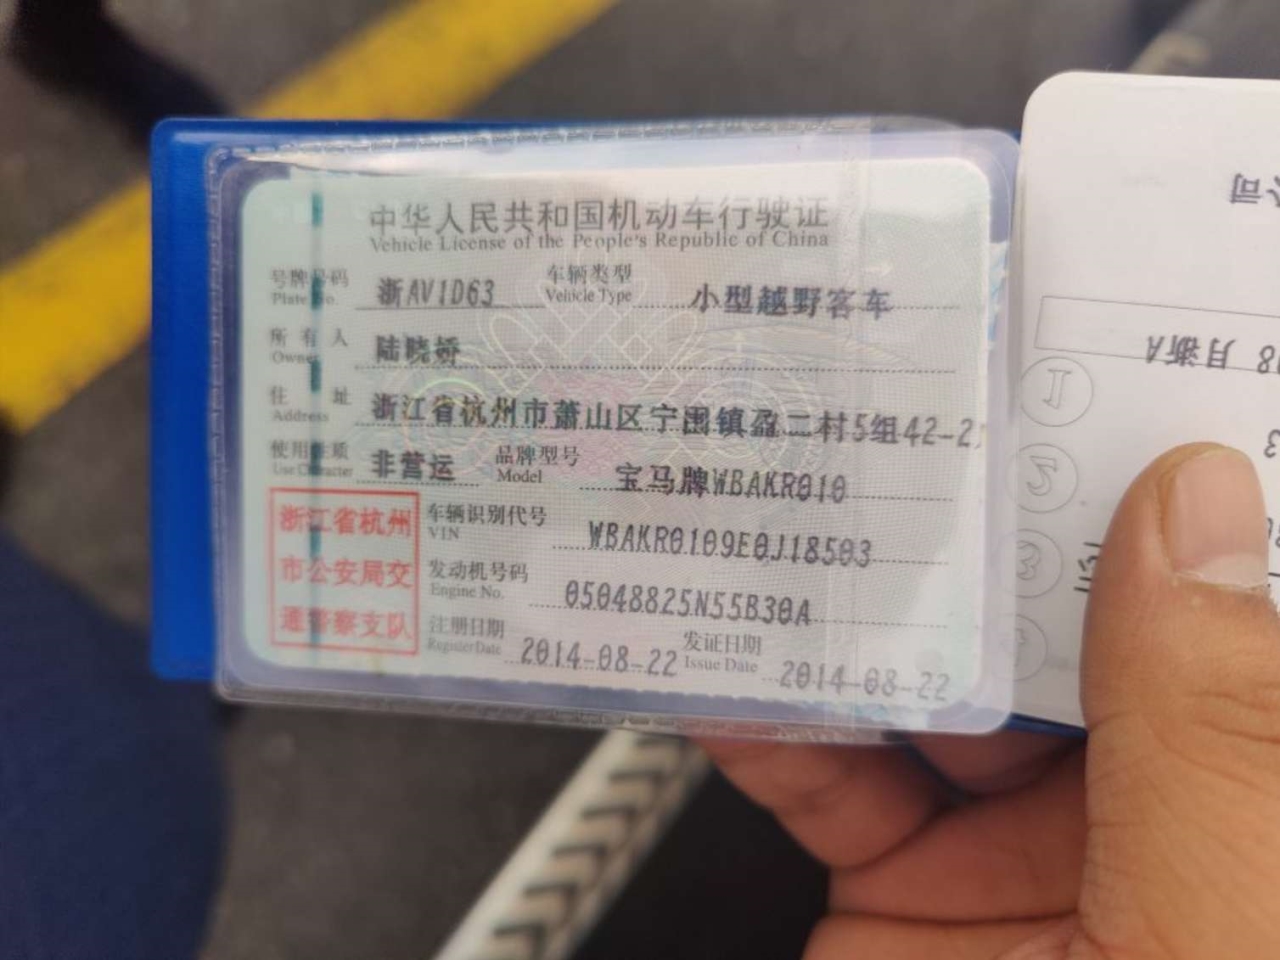 中华人民共和国机动车行驶证
Vehicle License of the People's Republic of China
号牌号码 浙AV1D63 车辆类型 小型越野客车
Plate No. Vehicle Type
所有人 陆晓娇
Owner
住址 浙江省杭州市萧山区宁围镇盈二村5组42-2
Address
使用性质 非营运 品牌型号 宝马牌WBAKR010
Use Character Model
浙江省杭州
市公安局交
通警察支队
车辆识别代号 WBAKR0109E0J18503
VIN
发动机号码 05048825N55B30A
Engine No.
注册日期 2014-08-22 发证日期 2014-08-22
Register Date Issue Date
司
月浙A
1
3